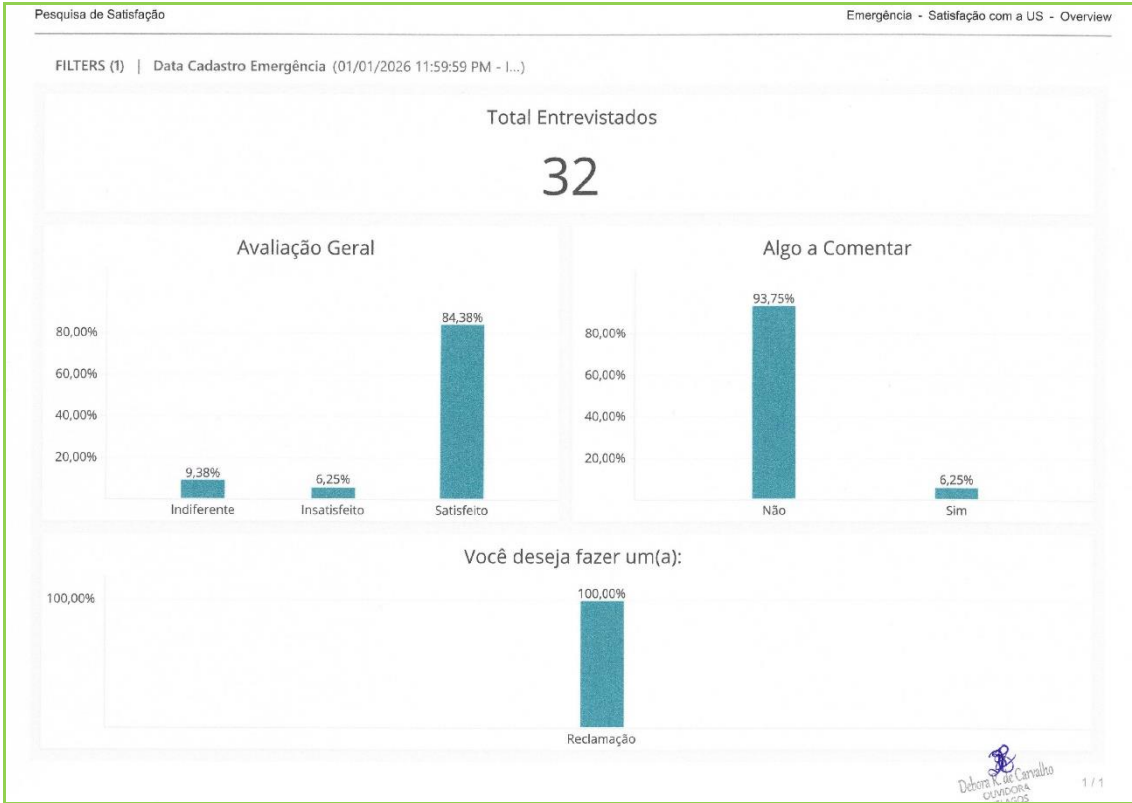 Pesquisa de Satisfação
Emergência - Satisfação com a US - Overview
FILTERS (1) | Data Cadastro Emergência (01/01/2026 11:59:59 PM - I...)
Total Entrevistados
32
Avaliação Geral
84,38%
80,00%
60,00%
40,00%
20,00%
9,38%
6,25%
Indiferente
Insatisfeito
Satisfeito
Algo a Comentar
93,75%
80,00%
60,00%
40,00%
20,00%
6,25%
Não
Sim
Você deseja fazer um(a):
100,00%
100,00%
Reclamação
Debora R. de Carvalho
OUVIDORA
1 / 1